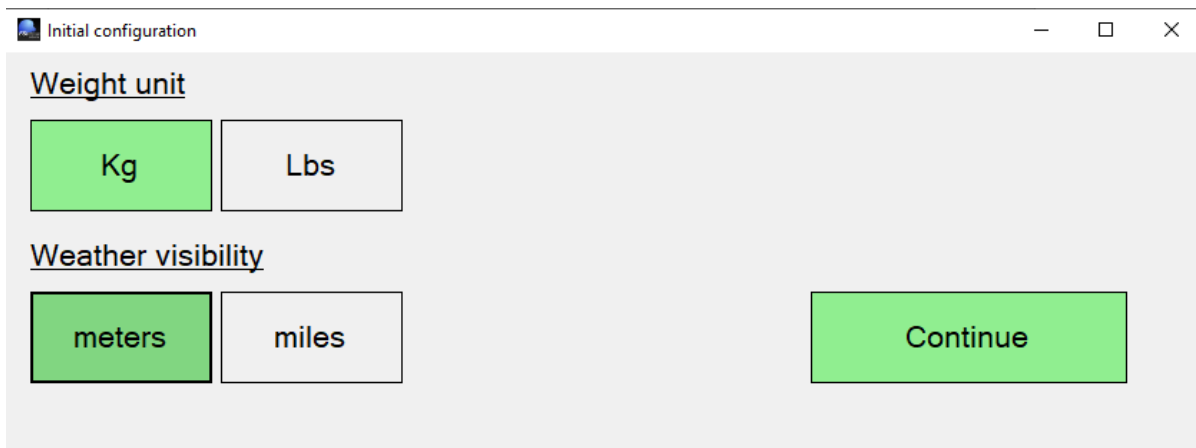 Initial configuration
Weight unit
Kg Lbs
Weather visibility
meters miles Continue